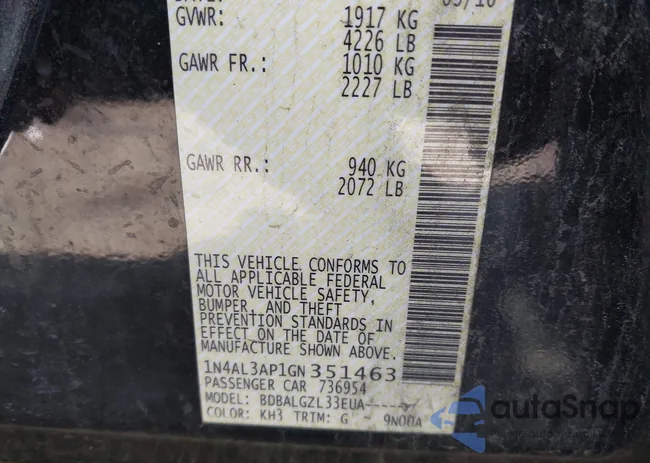 GVWR: 1917 KG
4226 LB
GAWR FR.: 1010 KG
2227 LB
GAWR RR.: 940 KG
2072 LB
THIS VEHICLE CONFORMS TO
ALL APPLICABLE FEDERAL
MOTOR VEHICLE SAFETY,
BUMPER, AND THEFT
PREVENTION STANDARDS IN
EFFECT ON THE DATE OF
MANUFACTURE SHOWN ABOVE.
1N4AL3AP1GN351463
PASSENGER CAR 736954
MODEL: BDBALGZL33EUA-----
COLOR: KH3 TRIM: G - 9N00A
autoSnap